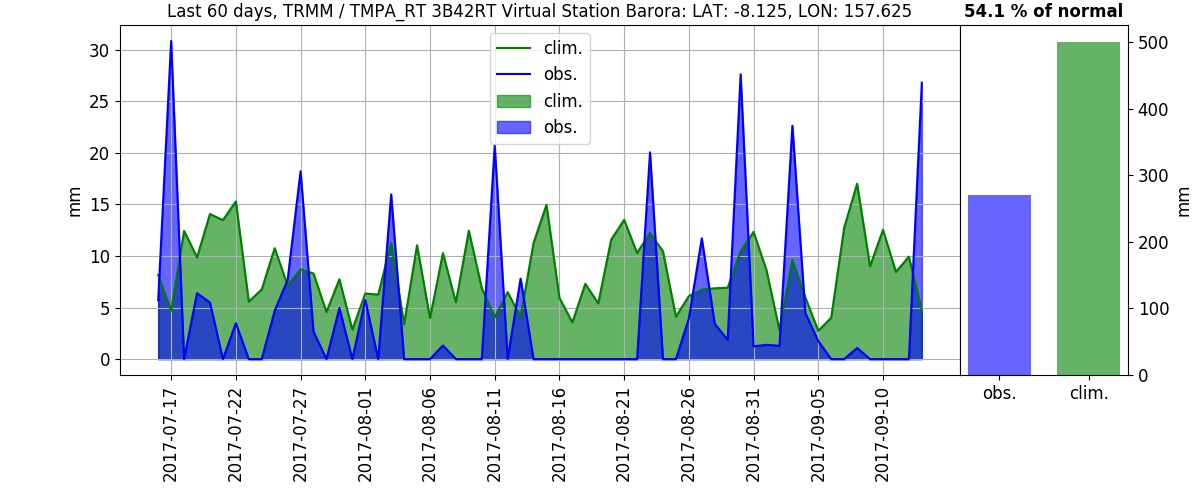 Last 60 days, TRMM / TMPA_RT 3B42RT Virtual Station Barora: LAT: -8.125, LON: 157.625
54.1 % of normal
clim.
obs.
clim.
obs.
mm
30
25
20
15
10
5
0
2017-07-17
2017-07-22
2017-07-27
2017-08-01
2017-08-06
2017-08-11
2017-08-16
2017-08-21
2017-08-26
2017-08-31
2017-09-05
2017-09-10
obs.
clim.
500
400
300
200
100
0
mm